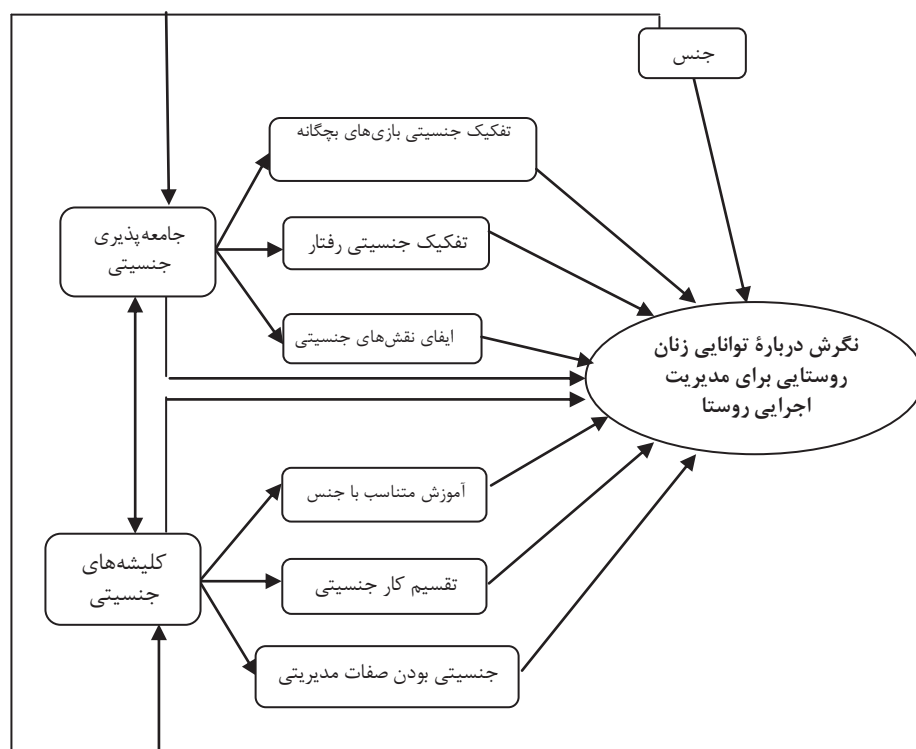 جنس
تفکیک جنسیتی بازی‌های بچگانه
جامعه‌پذیری
جنسیتی
تفکیک جنسیتی رفتار
ایفای نقش‌های جنسیتی
نگرش دربارهٔ توانایی زنان
روستایی برای مدیریت
اجرایی روستا
آموزش متناسب با جنس
کلیشه‌های
جنسیتی
تقسیم کار جنسیتی
جنسیتی بودن صفات مدیریتی